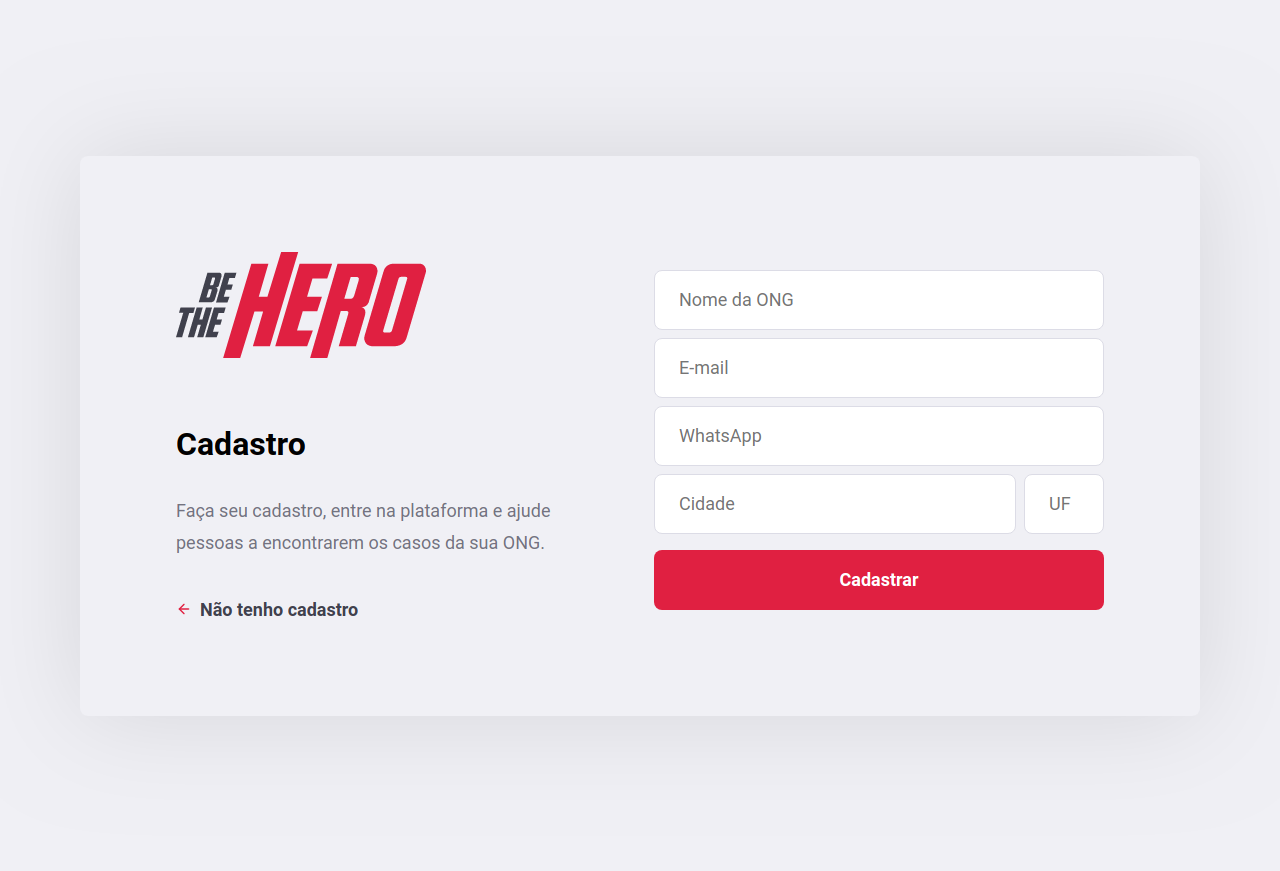 BE
THE
HERO
Cadastro
Faça seu cadastro, entre na plataforma e ajude
pessoas a encontrarem os casos da sua ONG.
Não tenho cadastro
Nome da ONG
E-mail
WhatsApp
Cidade
UF
Cadastrar